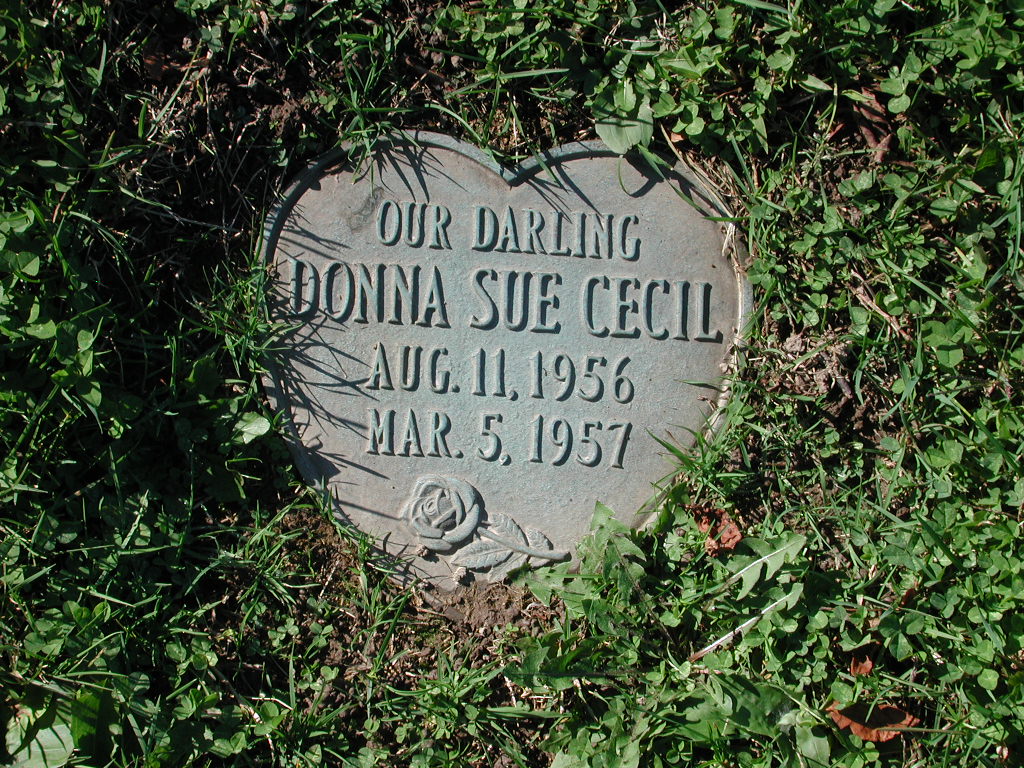 OUR DARLING
DONNA SUE CECIL
AUG. 11, 1956
MAR. 5, 1957